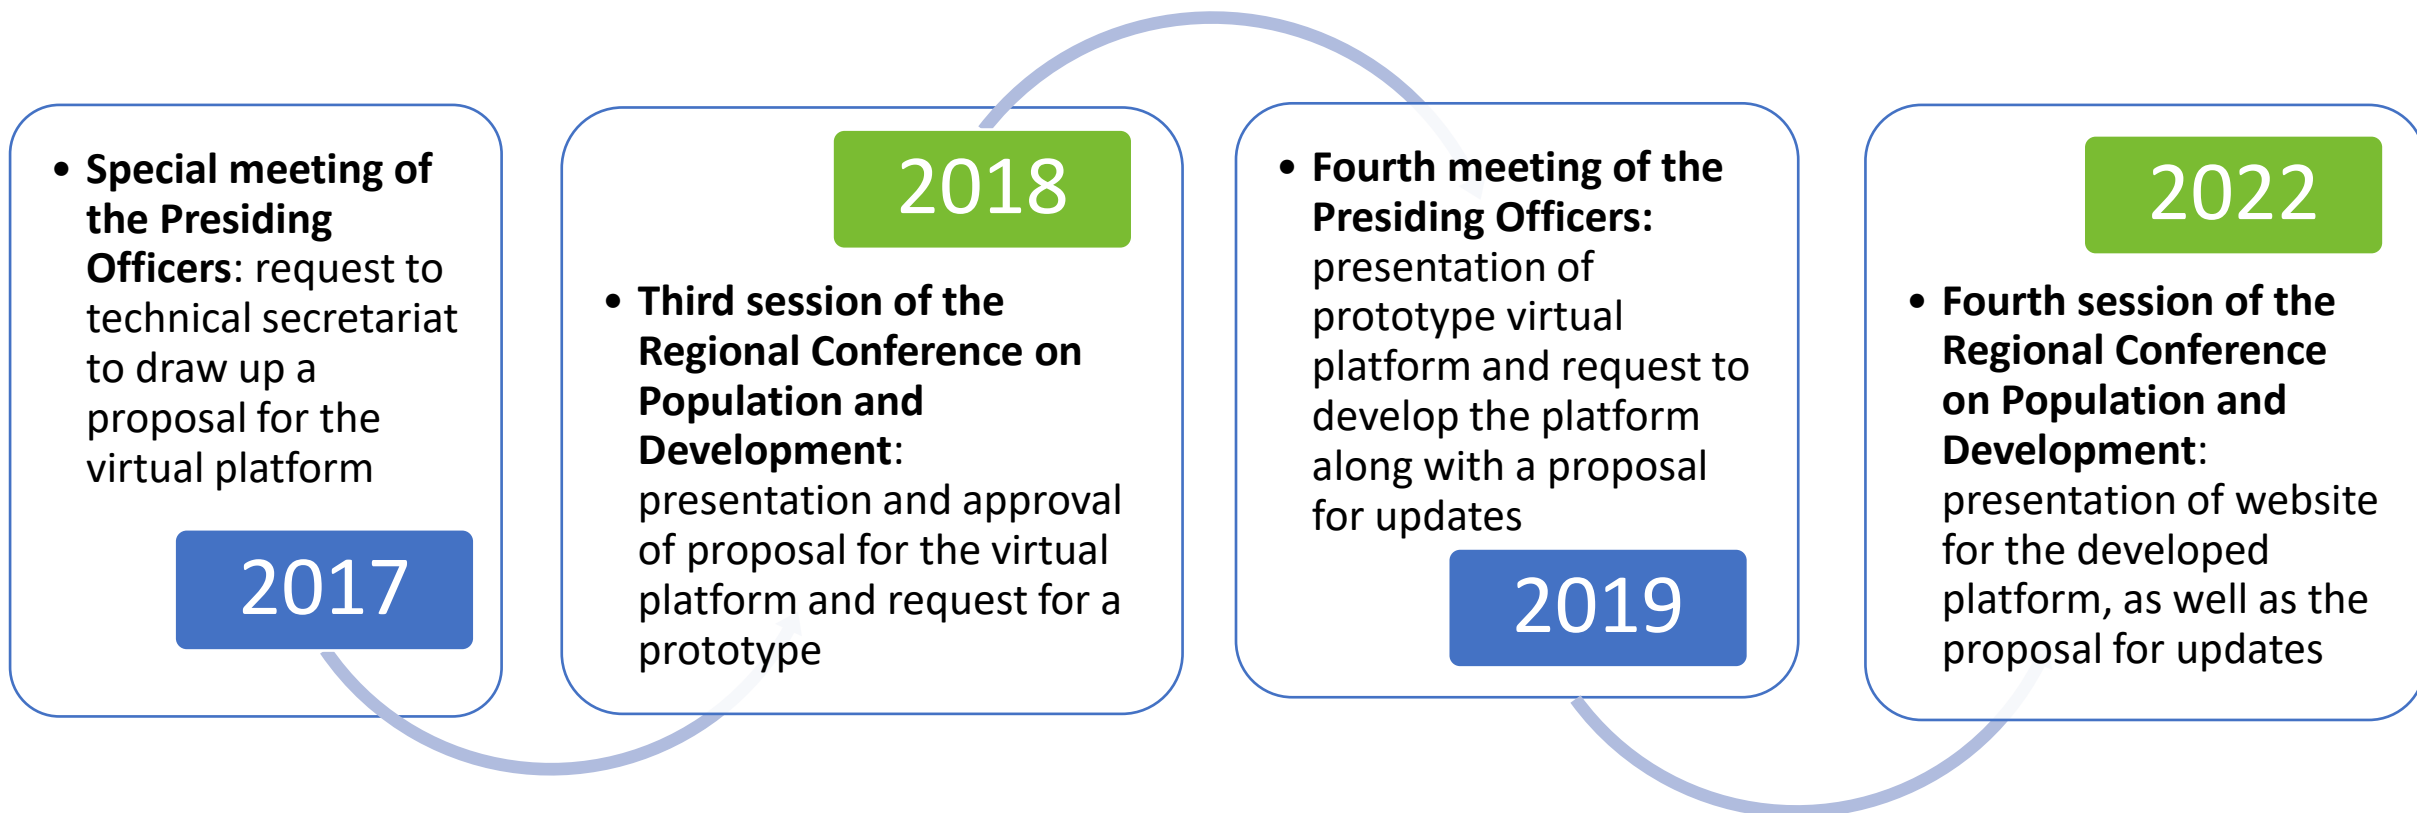 • Special meeting of
the Presiding
Officers: request to
technical secretariat
to draw up a
proposal for the
virtual platform
2017
2018
• Third session of the
Regional Conference on
Population and
Development:
presentation and approval
of proposal for the virtual
platform and request for a
prototype
• Fourth meeting of the
Presiding Officers:
presentation of
prototype virtual
platform and request to
develop the platform
along with a proposal
for updates
2019
2022
• Fourth session of the
Regional Conference
on Population and
Development:
presentation of website
for the developed
platform, as well as the
proposal for updates